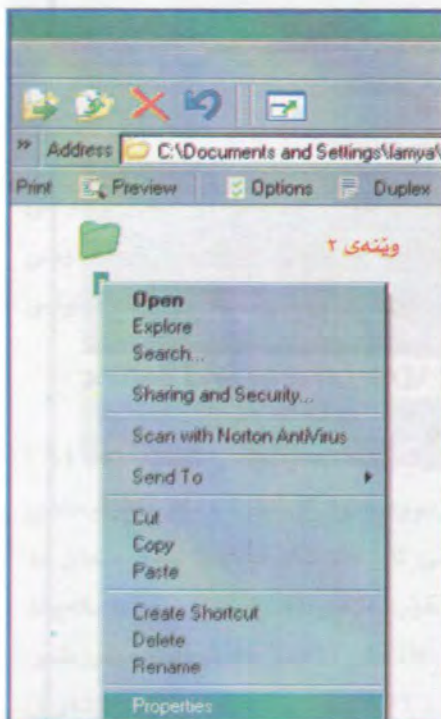 » Address C:\Documents and Settings\lamya\
Print Preview Options Duplex
وێنەی ٢
Open
Explore
Search...
Sharing and Security...
Scan with Norton AntiVirus
Send To
Cut
Copy
Paste
Create Shortcut
Delete
Rename
Properties